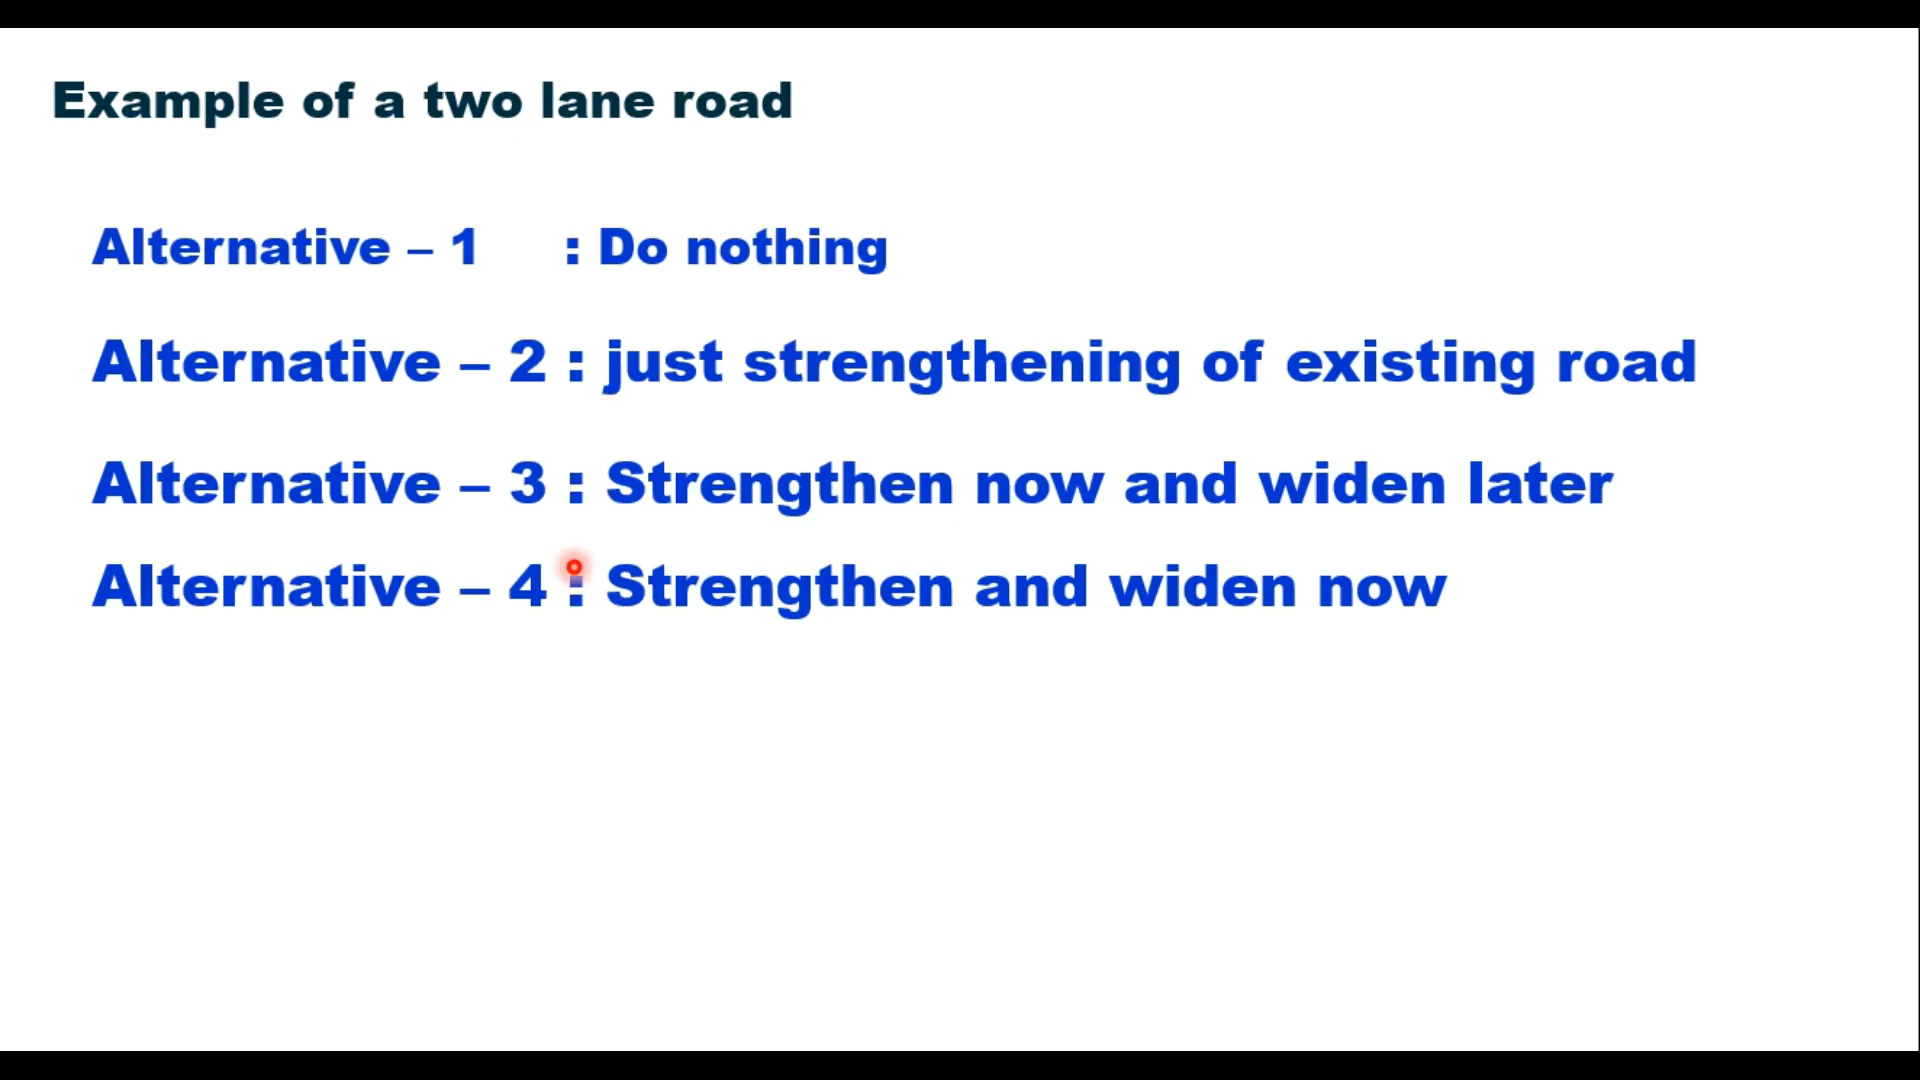 Example of a two lane road
Alternative – 1 : Do nothing
Alternative – 2 : just strengthening of existing road
Alternative – 3 : Strengthen now and widen later
Alternative – 4 : Strengthen and widen now